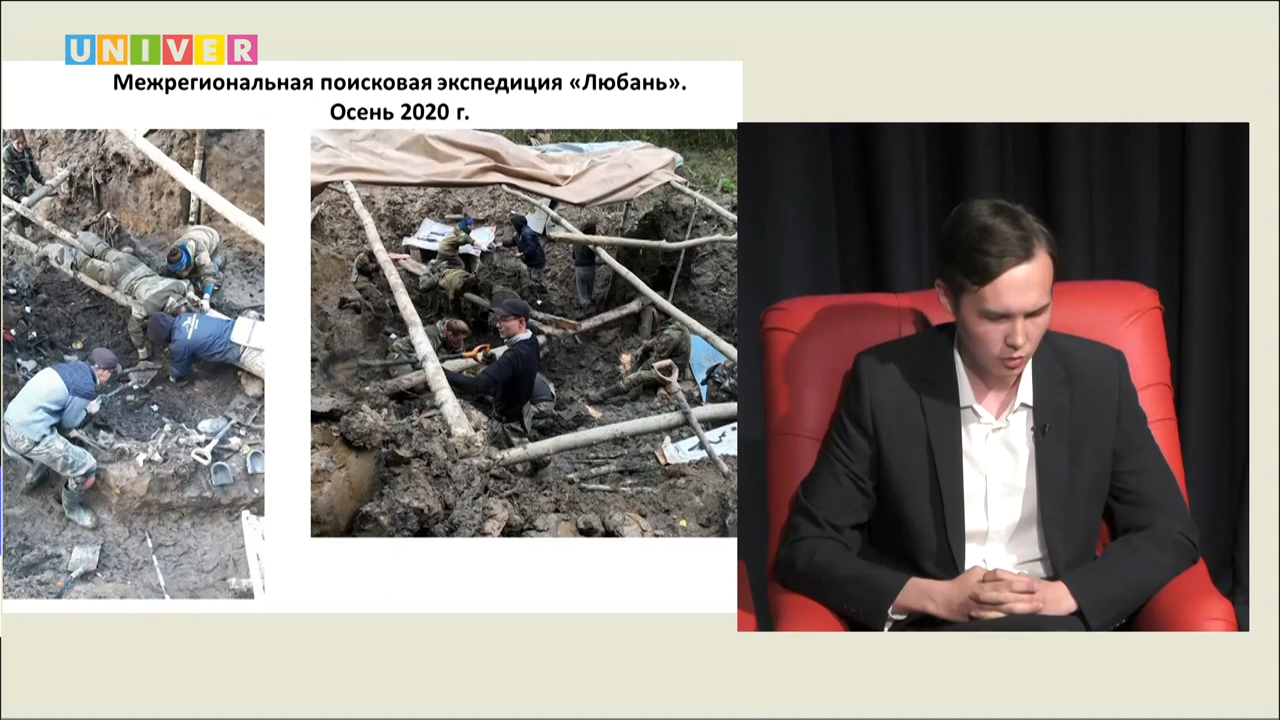 UNIVER
Межрегиональная поисковая экспедиция «Любань».
Осень 2020 г.